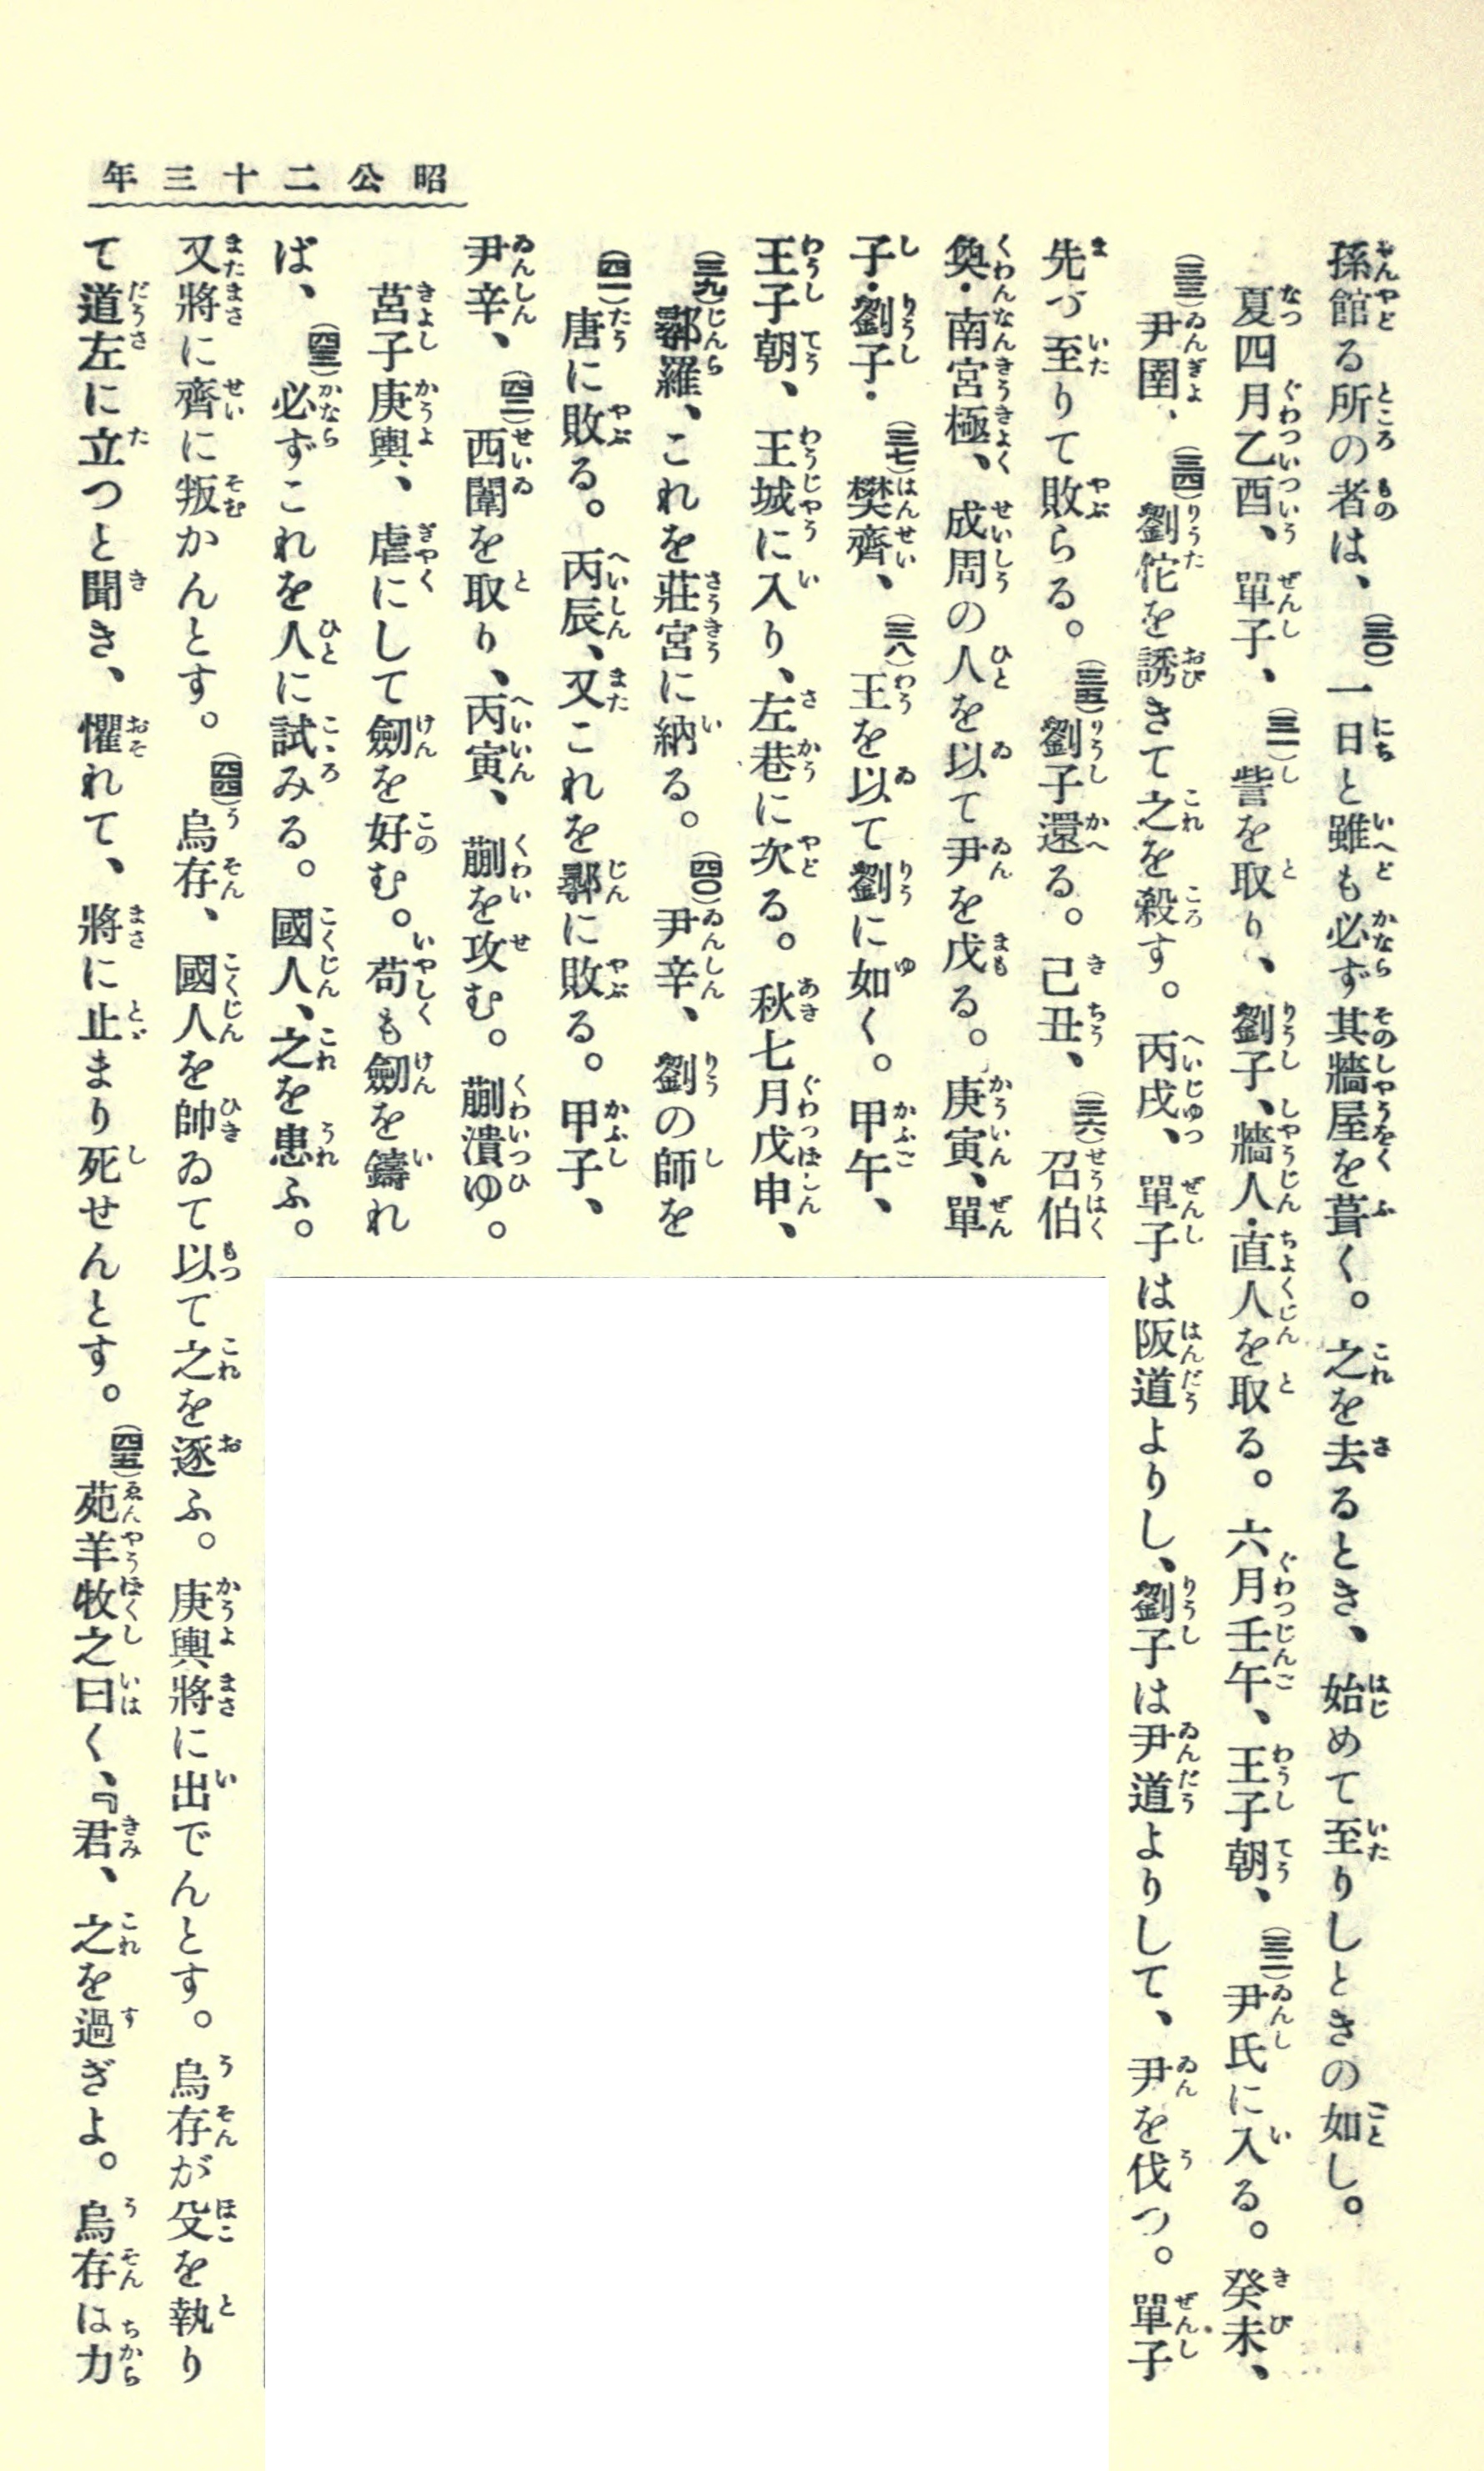 昭公二十三年
孫館る所の者は、(三〇)一日と雖も必ず其牆屋を葺く。之を去るとき、始めて至りしときの如し。
夏四月乙酉、單子、(三一)訾を取り、劉子、牆人・直人を取る。六月壬午、王子朝、(三二)尹氏に入る。癸未、
(三三)尹圉、(三四)劉佗を誘きて之を殺す。丙戌、單子は阪道よりし、劉子は尹道よりして、尹を伐つ。單子
先づ至りて敗らる。(三五)劉子還る。己丑、(三六)召伯
奐・南宮極、成周の人を以て尹を戍る。庚寅、單
子・劉子・(三七)樊齊、(三八)王を以て劉に如く。甲午、
王子朝、王城に入り、左巷に次る。秋七月戊申、
(三九)鄩羅、これを莊宮に納る。(四〇)尹辛、劉の師を
(四一)唐に敗る。丙辰、又これを鄩に敗る。甲子、
尹辛、(四二)西闈を取り、丙寅、蒯を攻む。蒯潰ゆ。
莒子庚輿、虐にして劒を好む。苟も劒を鑄れ
ば、(四三)必ずこれを人に試みる。國人、之を患ふ。
又將に齊に叛かんとす。(四四)烏存、國人を帥ゐて以て之を逐ふ。庚輿將に出でんとす。烏存が殳を執り
て道左に立つと聞き、懼れて、將に止まり死せんとす。(四五)苑羊牧之曰く、『君、之を過ぎよ。烏存は力